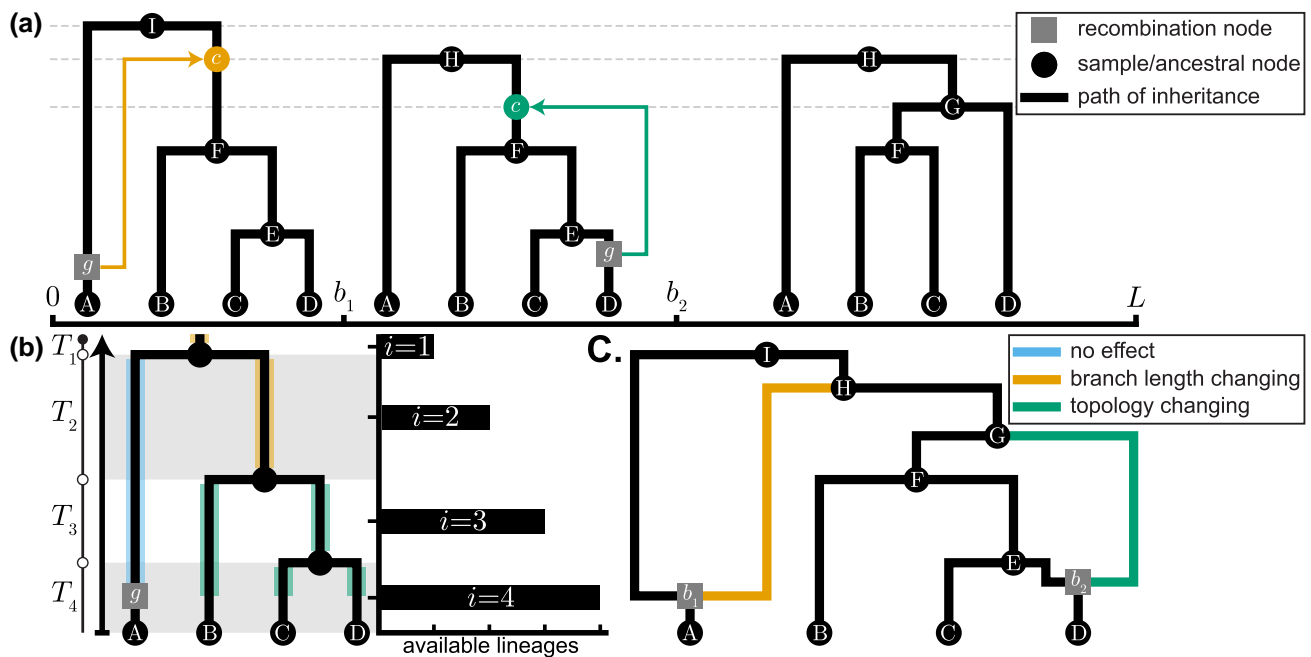 (a)
I
c
g
F
E
A B C D
H
c
F
E
g
A B C D
H
G
F
A B C D
recombination node
sample/ancestral node
path of inheritance
0 b₁ b₂ L
(b)
T₁
T₂
T₃
T₄
g
A B C D
i=1
i=2
i=3
i=4
available lineages
C.
no effect
branch length changing
topology changing
I
H
G
F
E
b₁ b₂
A B C D